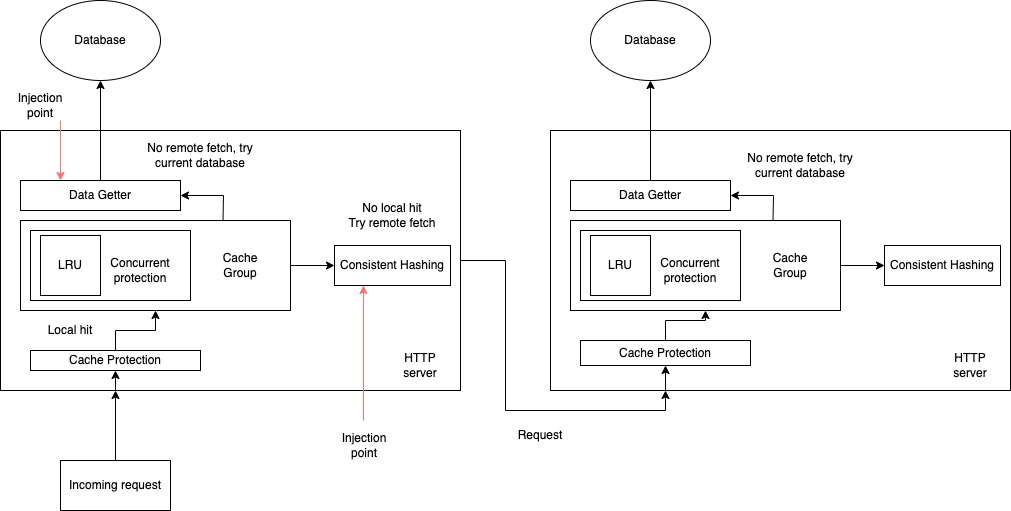 Database
Database
Injection
point
No remote fetch, try
current database
No remote fetch, try
current database
Data Getter
Data Getter
No local hit
Try remote fetch
LRU
Concurrent
protection
Cache
Group
Consistent Hashing
LRU
Concurrent
protection
Cache
Group
Consistent Hashing
Local hit
Cache Protection
HTTP
server
Cache Protection
HTTP
server
Injection
point
Request
Incoming request